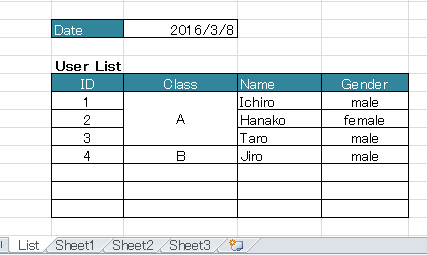 Date 2016/3/8
User List
ID Class Name Gender
1 Ichiro male
2 A Hanako female
3 Taro male
4 B Jiro male
List Sheet1 Sheet2 Sheet3